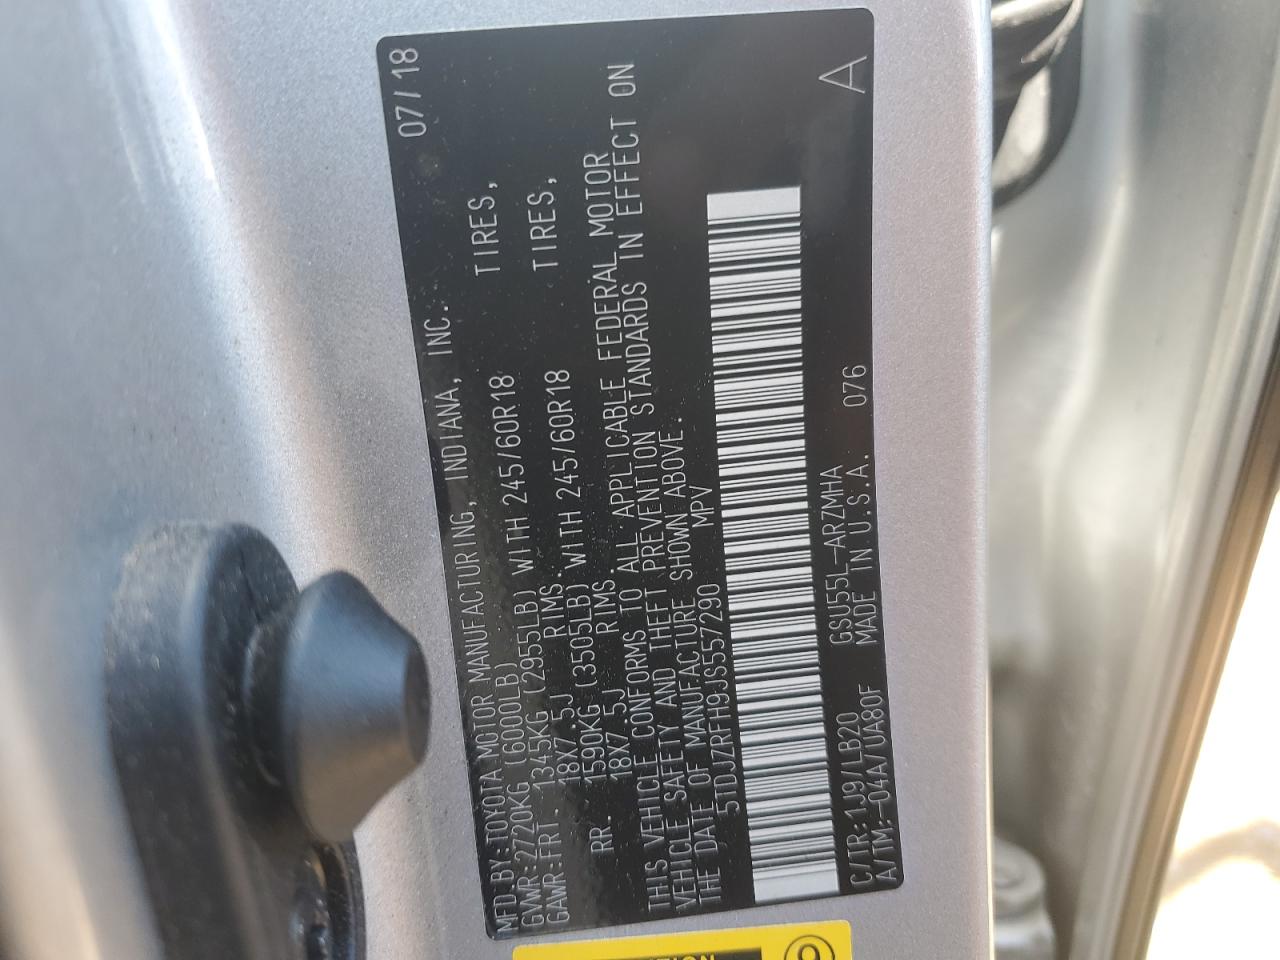 MFD.BY:TOYOTA MOTOR MANUFACTURING, INDIANA, INC. 07/18
GVWR:2720KG(6000LB)
GAWR:FRT. 1345KG(2955LB) WITH 245/60R18 TIRES,
18X7.5J RIMS.
RR. 1590KG(3505LB) WITH 245/60R18 TIRES,
18X7.5J RIMS.
THIS VEHICLE CONFORMS TO ALL APPLICABLE FEDERAL MOTOR
VEHICLE SAFETY AND THEFT PREVENTION STANDARDS IN EFFECT ON
THE DATE OF MANUFACTURE SHOWN ABOVE.
5TDJZRFH9JS557290 MPV
C/TR:1J9/LB20 GSU55L-ARZMHA 076 A
A/TM:-04A/UA80F MADE IN U.S.A.